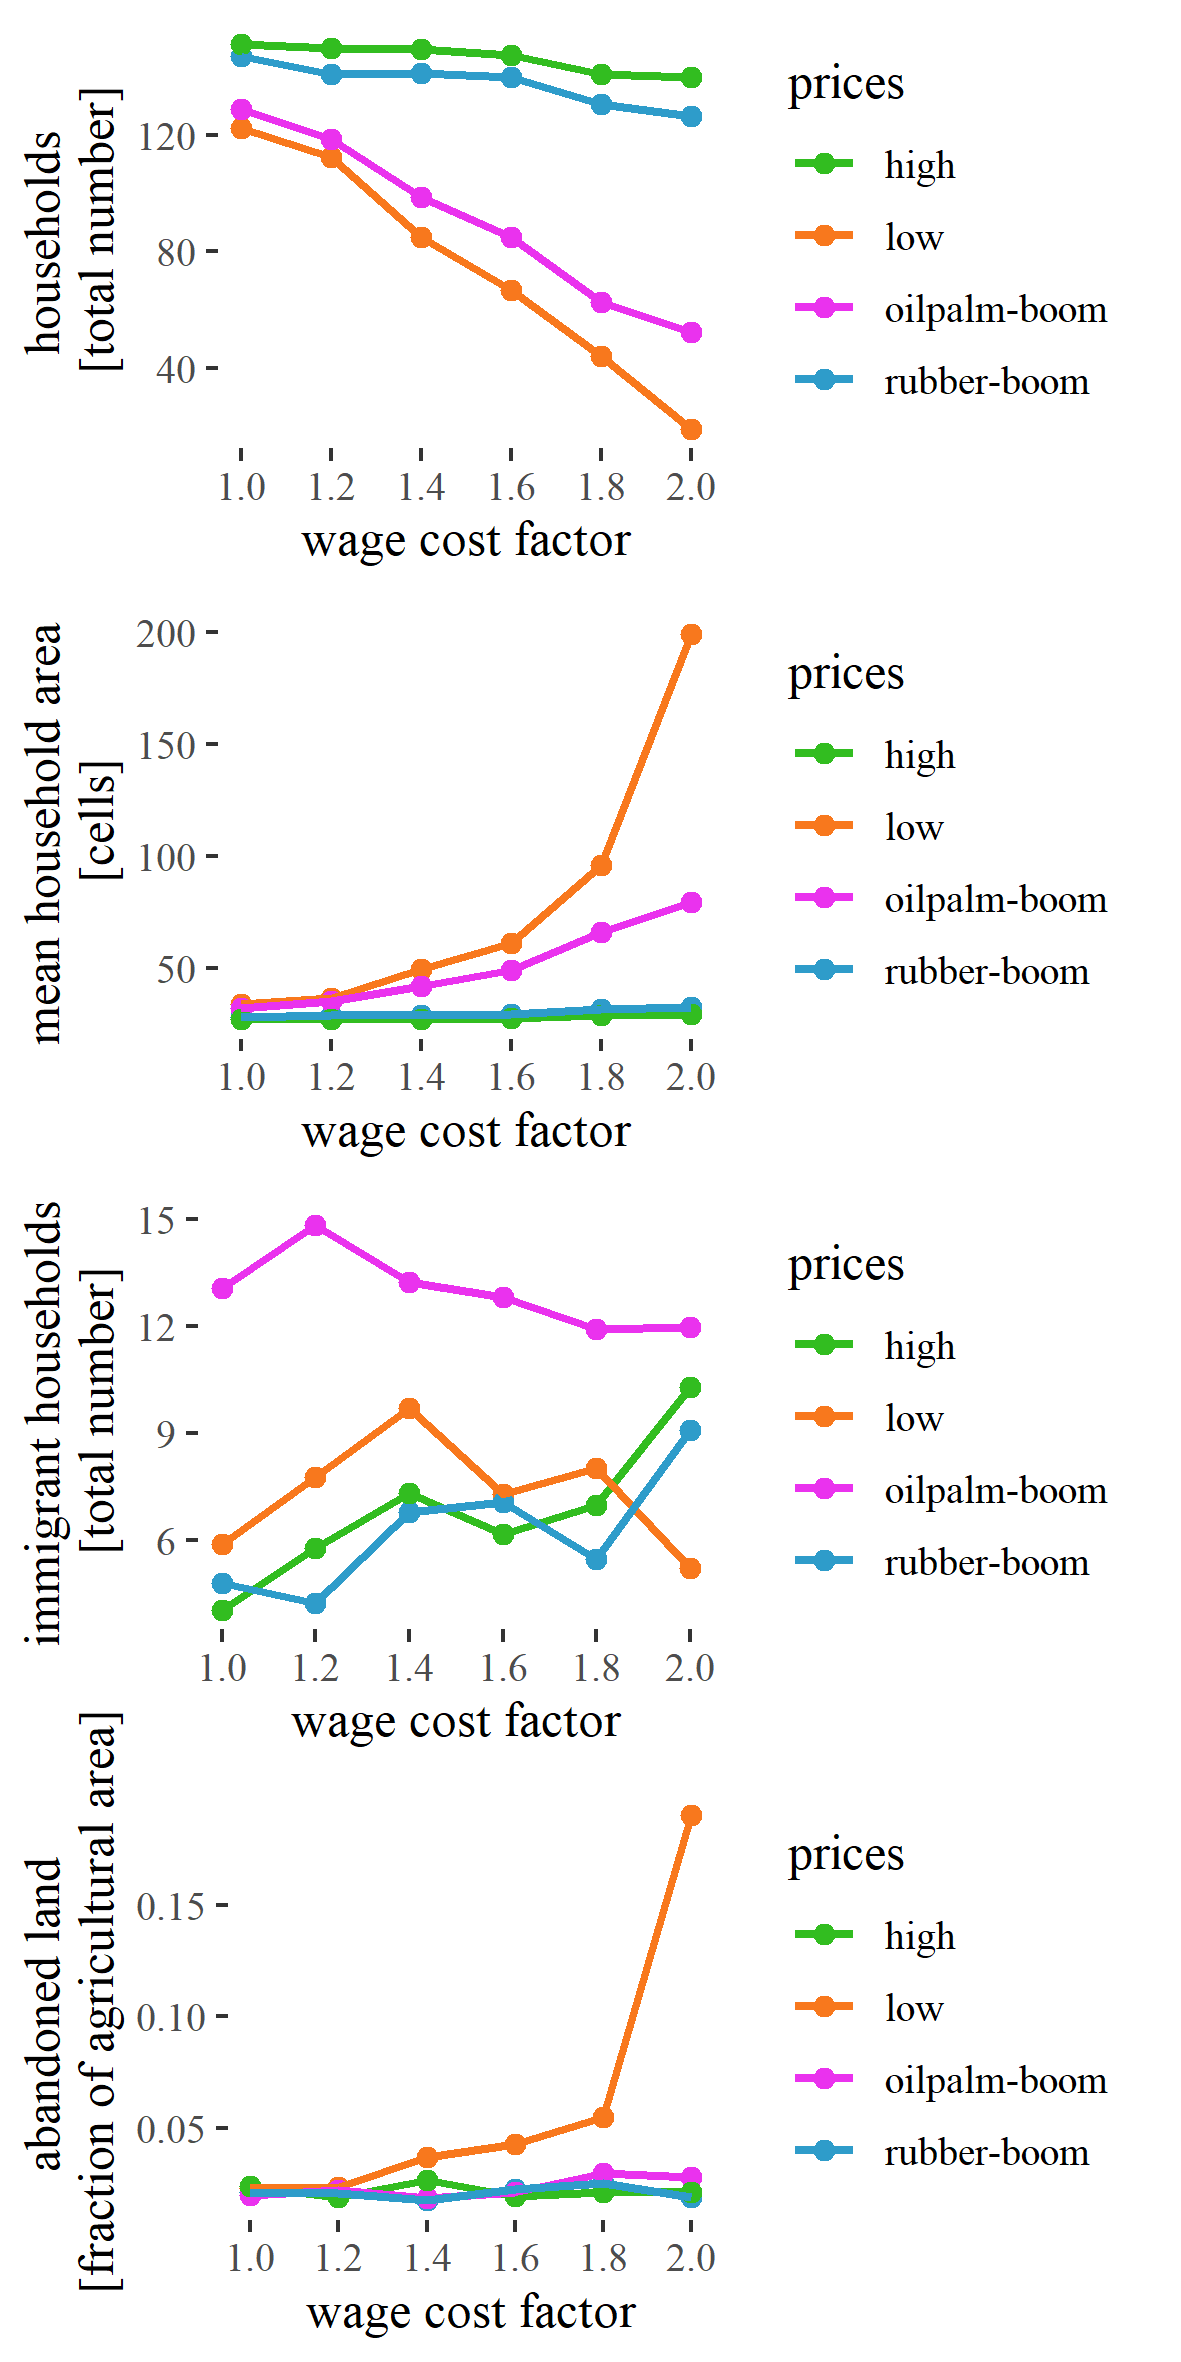 households
[total number]
120
80
40
1.0 1.2 1.4 1.6 1.8 2.0
wage cost factor
prices
high
low
oilpalm-boom
rubber-boom
mean household area
[cells]
200
150
100
50
1.0 1.2 1.4 1.6 1.8 2.0
wage cost factor
prices
high
low
oilpalm-boom
rubber-boom
immigrant households
[total number]
15
12
9
6
1.0 1.2 1.4 1.6 1.8 2.0
wage cost factor
prices
high
low
oilpalm-boom
rubber-boom
abandoned land
[fraction of agricultural area]
0.15
0.10
0.05
1.0 1.2 1.4 1.6 1.8 2.0
wage cost factor
prices
high
low
oilpalm-boom
rubber-boom